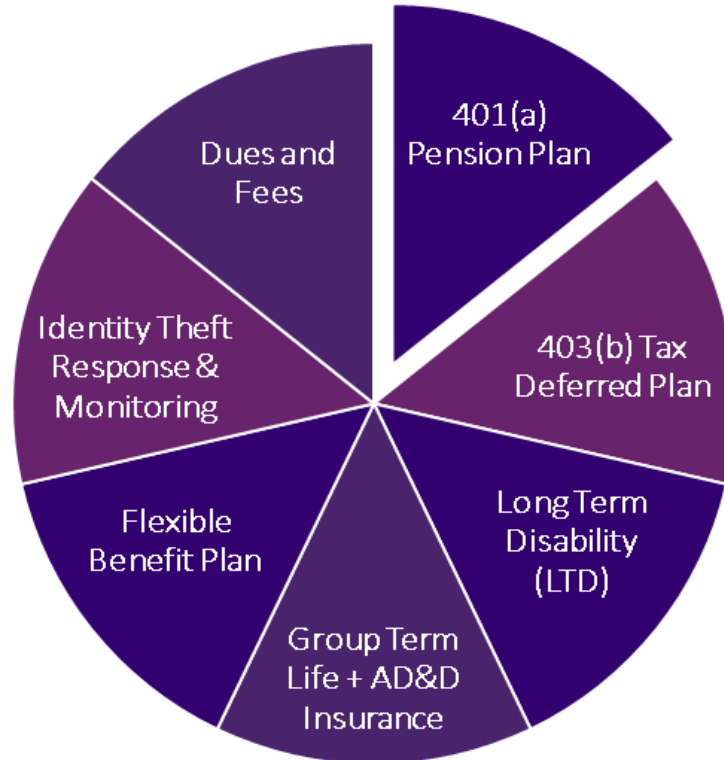 401(a)
Pension Plan
403(b) Tax
Deferred Plan
Long Term
Disability
(LTD)
Group Term
Life + AD&D
Insurance
Flexible
Benefit Plan
Identity Theft
Response &
Monitoring
Dues and
Fees